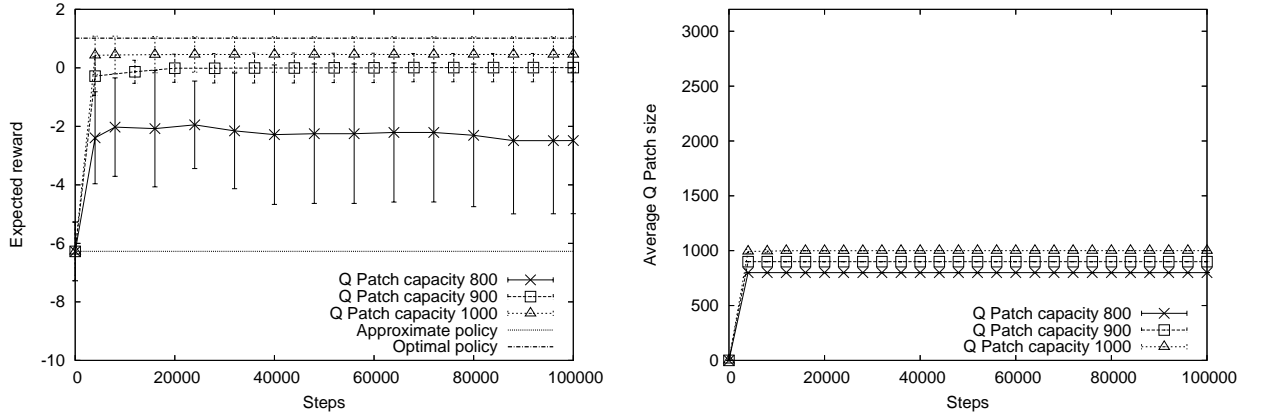 2
0
-2
-4
-6
-8
-10
0 20000 40000 60000 80000 100000
Expected reward
Steps
Q Patch capacity 800
Q Patch capacity 900
Q Patch capacity 1000
Approximate policy
Optimal policy
3000
2500
2000
1500
1000
500
0
0 20000 40000 60000 80000 100000
Average Q Patch size
Steps
Q Patch capacity 800
Q Patch capacity 900
Q Patch capacity 1000